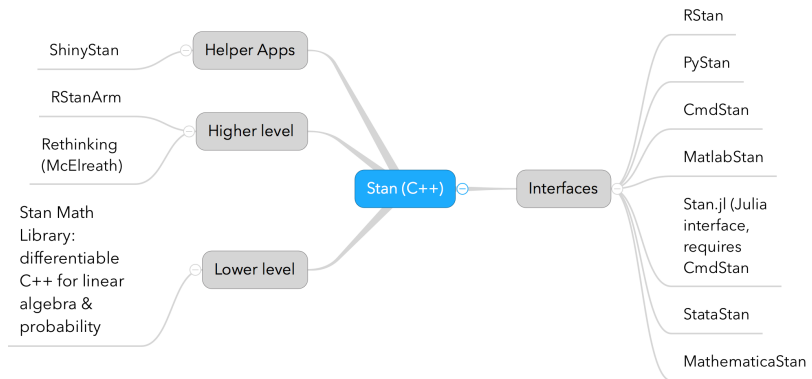 ShinyStan
Helper Apps
RStanArm
Rethinking
(McElreath)
Higher level
Stan Math
Library:
differentiable
C++ for linear
algebra &
probability
Lower level
Stan (C++)
Interfaces
RStan
PyStan
CmdStan
MatlabStan
Stan.jl (Julia
interface,
requires
CmdStan
StataStan
MathematicaStan